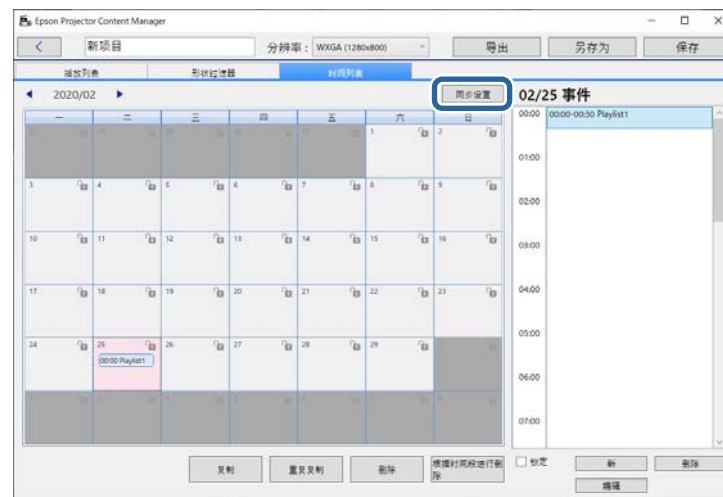 Epson Projector Content Manager
新项目
分辨率： WXGA (1280x800)
导出
另存为
保存
播放列表
形状过滤器
时间列表
2020/02
同步设置
02/25 事件
一 二 三 四 五 六 日
1 2
3 4 5 6 7 8 9
10 11 12 13 14 15 16
17 18 19 20 21 22 23
24 25 26 27 28 29
00:00 Playlist1
00:00 00:00-00:30 Playlist1
01:00
02:00
03:00
04:00
05:00
06:00
07:00
复制
重复复制
删除
根据时间段进行删除
锁定
新
删除
编辑